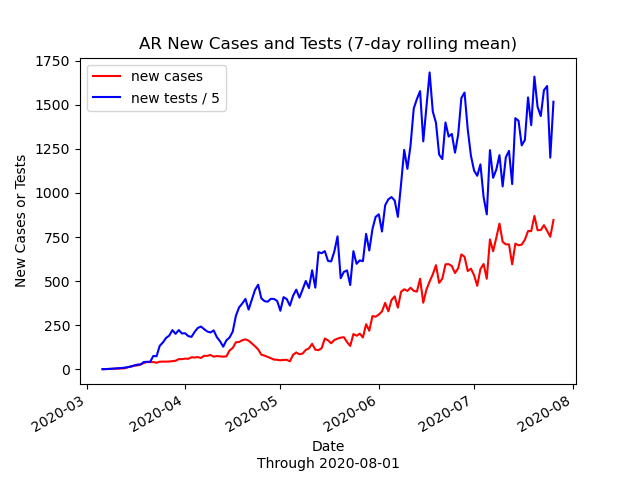 AR New Cases and Tests (7-day rolling mean)
new cases
new tests / 5
New Cases or Tests
1750
1500
1250
1000
750
500
250
0
2020-03
2020-04
2020-05
2020-06
2020-07
2020-08
Date
Through 2020-08-01